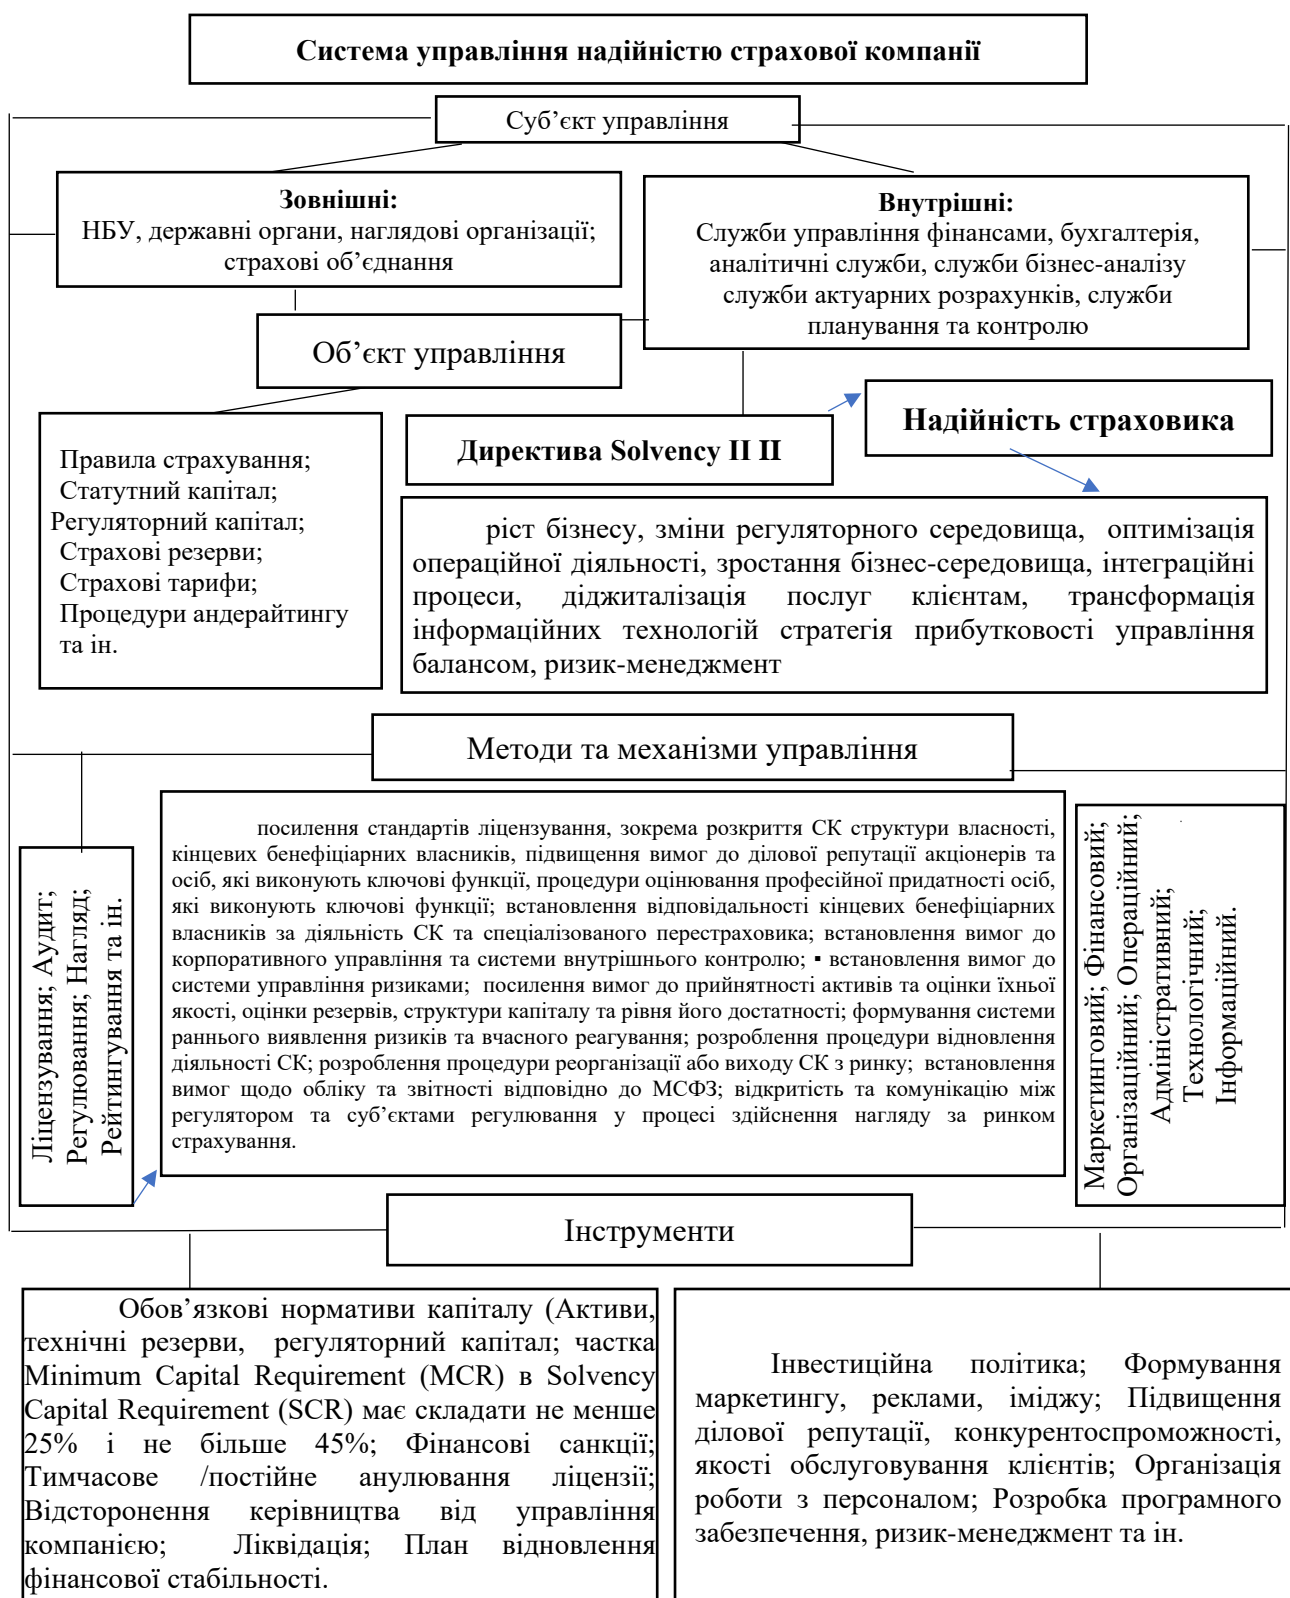 Система управління надійністю страхової компанії
Суб’єкт управління
Зовнішні:
НБУ, державні органи, наглядові організації;
страхові об’єднання
Внутрішні:
Служби управління фінансами, бухгалтерія,
аналітичні служби, служби бізнес-аналізу
служби актуарних розрахунків, служби
планування та контролю
Об’єкт управління
Правила страхування;
Статутний капітал;
Регуляторний капітал;
Страхові резерви;
Страхові тарифи;
Процедури андерайтингу
та ін.
Директива Solvency II II
Надійність страховика
ріст бізнесу, зміни регуляторного середовища, оптимізація
операційної діяльності, зростання бізнес-середовища, інтеграційні
процеси, діджиталізація послуг клієнтам, трансформація
інформаційних технологій стратегія прибутковості управління
балансом, ризик-менеджмент
Методи та механізми управління
Ліцензування; Аудит;
Регулювання; Нагляд;
Рейтингування та ін.
посилення стандартів ліцензування, зокрема розкриття СК структури власності,
кінцевих бенефіціарних власників, підвищення вимог до ділової репутації акціонерів та
осіб, які виконують ключові функції, процедури оцінювання професійної придатності осіб,
які виконують ключові функції; встановлення відповідальності кінцевих бенефіціарних
власників за діяльність СК та спеціалізованого перестраховика; встановлення вимог до
корпоративного управління та системи внутрішнього контролю; ▪ встановлення вимог до
системи управління ризиками; посилення вимог до прийнятності активів та оцінки їхньої
якості, оцінки резервів, структури капіталу та рівня його достатності; формування системи
раннього виявлення ризиків та вчасного реагування; розроблення процедури відновлення
діяльності СК; розроблення процедури реорганізації або виходу СК з ринку; встановлення
вимог щодо обліку та звітності відповідно до МСФЗ; відкритість та комунікацію між
регулятором та суб’єктами регулювання у процесі здійснення нагляду за ринком
страхування.
Маркетинговий; Фінансовий;
Організаційний; Операційний;
Адміністративний;
Технологічний;
Інформаційний.
Інструменти
Обов’язкові нормативи капіталу (Активи,
технічні резерви, регуляторний капітал; частка
Minimum Capital Requirement (MCR) в Solvency
Capital Requirement (SCR) має складати не менше
25% і не більше 45%; Фінансові санкції;
Тимчасове /постійне анулювання ліцензії;
Відсторонення керівництва від управління
компанією; Ліквідація; План відновлення
фінансової стабільності.
Інвестиційна політика; Формування
маркетингу, реклами, іміджу; Підвищення
ділової репутації, конкурентоспроможності,
якості обслуговування клієнтів; Організація
роботи з персоналом; Розробка програмного
забезпечення, ризик-менеджмент та ін.